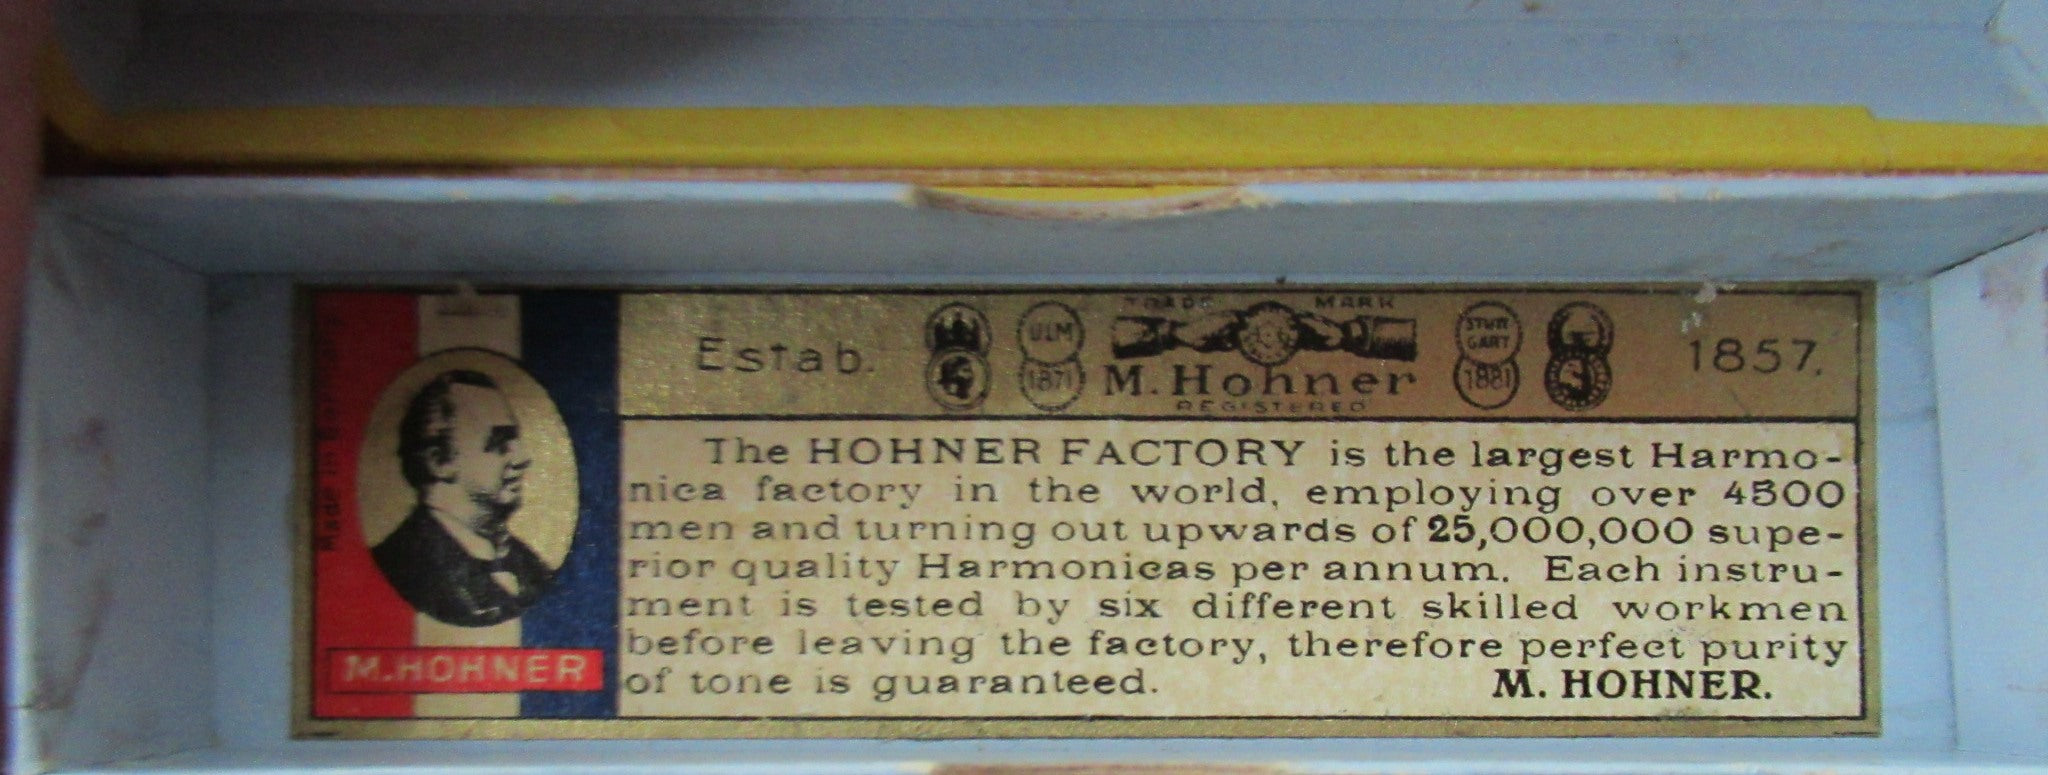 Made in Germany
M. HOHNER
Estab.
ULM
1871
TRADE MARK
M. Hohner
REGISTERED
STUTT
GART
1881
1857.
The HOHNER FACTORY is the largest Harmo-
nica factory in the world, employing over 4500
men and turning out upwards of 25,000,000 supe-
rior quality Harmonicas per annum. Each instru-
ment is tested by six different skilled workmen
before leaving the factory, therefore perfect purity
of tone is guaranteed.
M. HOHNER.